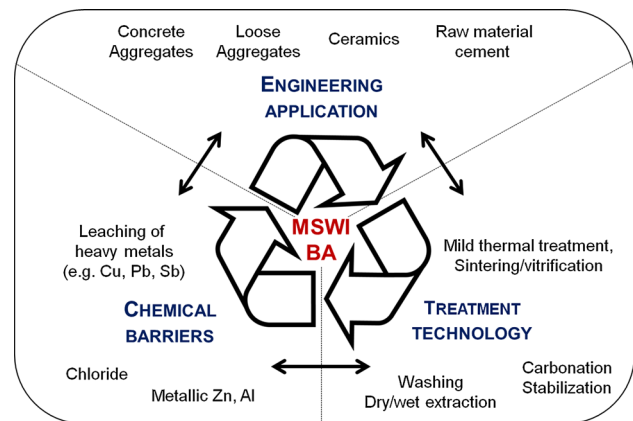 Concrete
Aggregates
Loose
Aggregates
Ceramics
Raw material
cement
ENGINEERING
APPLICATION
MSWI
BA
Leaching of
heavy metals
(e.g. Cu, Pb, Sb)
CHEMICAL
BARRIERS
Chloride
Metallic Zn, Al
Mild thermal treatment,
Sintering/vitrification
TREATMENT
TECHNOLOGY
Washing
Dry/wet extraction
Carbonation
Stabilization